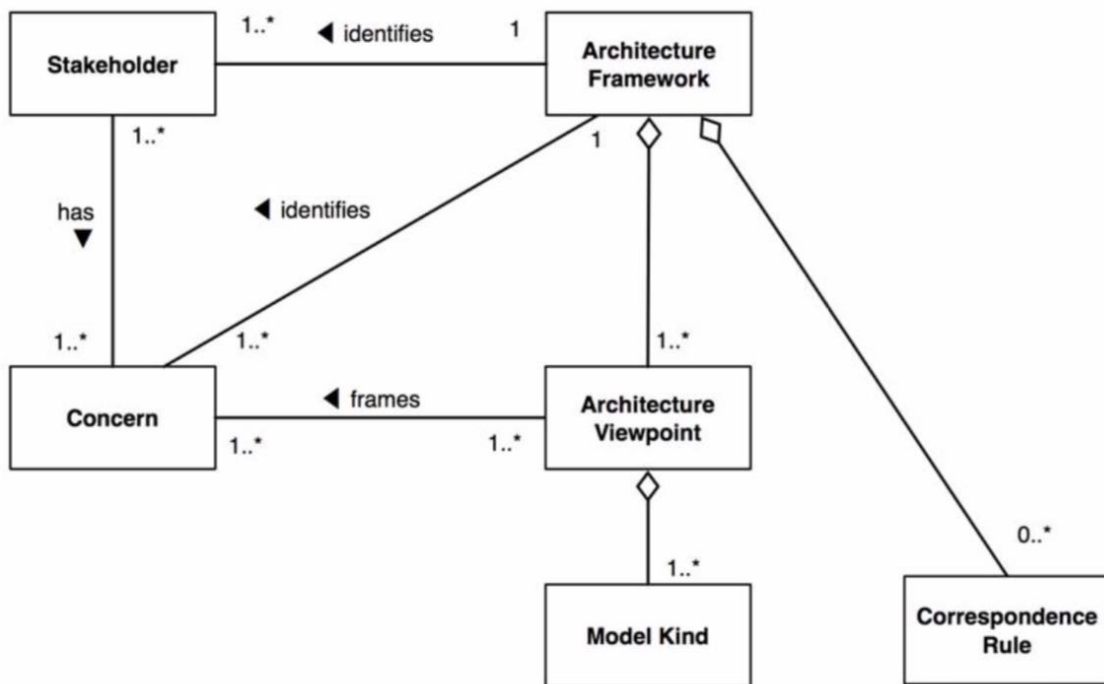 1..*
◀ identifies
1
Stakeholder
Architecture
Framework
1..*
1
has
▼
◀ identifies
1..*
1..*
1..*
Concern
◀ frames
Architecture
Viewpoint
1..*
1..*
0..*
1..*
Model Kind
Correspondence
Rule